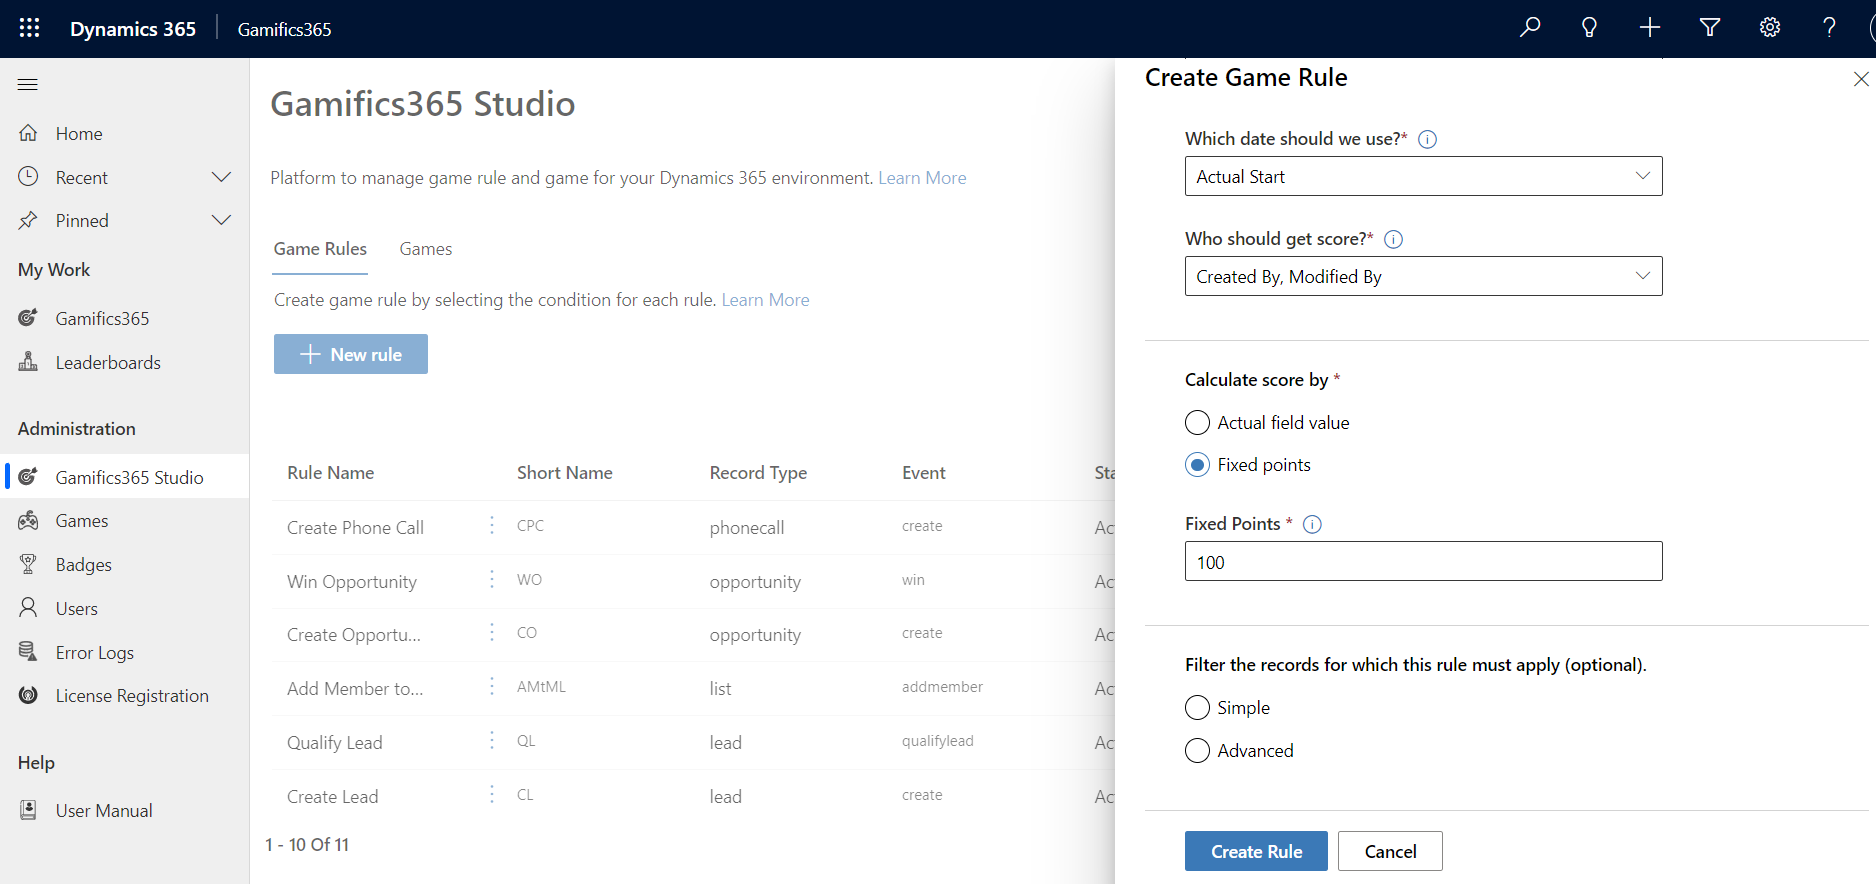 Dynamics 365
Gamifics365
Home
Recent
Pinned
My Work
Gamifics365
Leaderboards
Administration
Gamifics365 Studio
Games
Badges
Users
Error Logs
License Registration
Help
User Manual
Gamifics365 Studio
Platform to manage game rule and game for your Dynamics 365 environment. Learn More
Game Rules Games
Create game rule by selecting the condition for each rule. Learn More
New rule
Rule Name Short Name Record Type Event Sta
Create Phone Call CPC phonecall create Ac
Win Opportunity WO opportunity win Ac
Create Opportu... CO opportunity create Ac
Add Member to... AMtML list addmember Ac
Qualify Lead QL lead qualifylead Ac
Create Lead CL lead create Ac
1 - 10 Of 11
Create Game Rule
Which date should we use?*
Actual Start
Who should get score?*
Created By, Modified By
Calculate score by *
Actual field value
Fixed points
Fixed Points *
100
Filter the records for which this rule must apply (optional).
Simple
Advanced
Create Rule Cancel